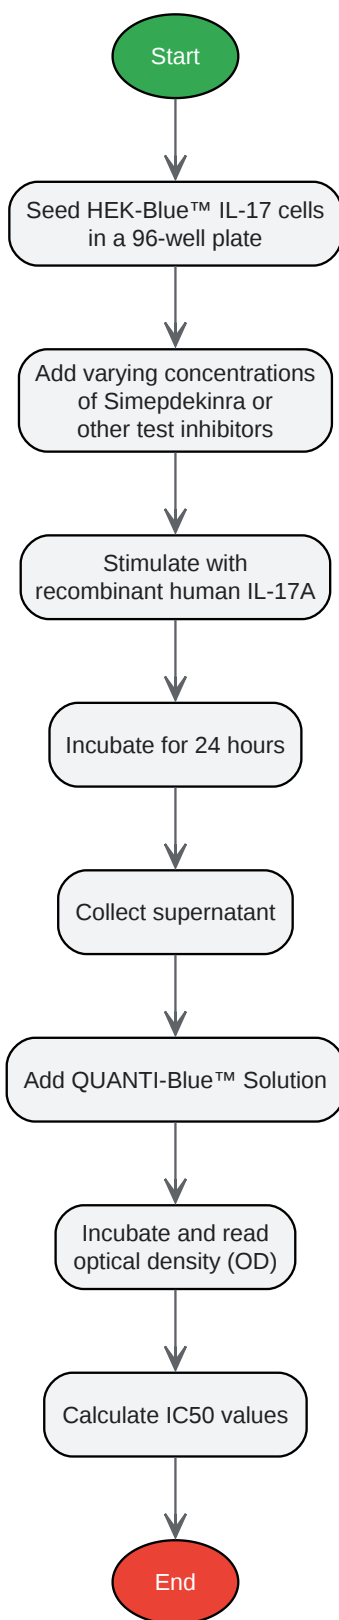 Start
Seed HEK-Blue™ IL-17 cells
in a 96-well plate
Add varying concentrations
of Simepdekinra or
other test inhibitors
Stimulate with
recombinant human IL-17A
Incubate for 24 hours
Collect supernatant
Add QUANTI-Blue™ Solution
Incubate and read
optical density (OD)
Calculate IC50 values
End